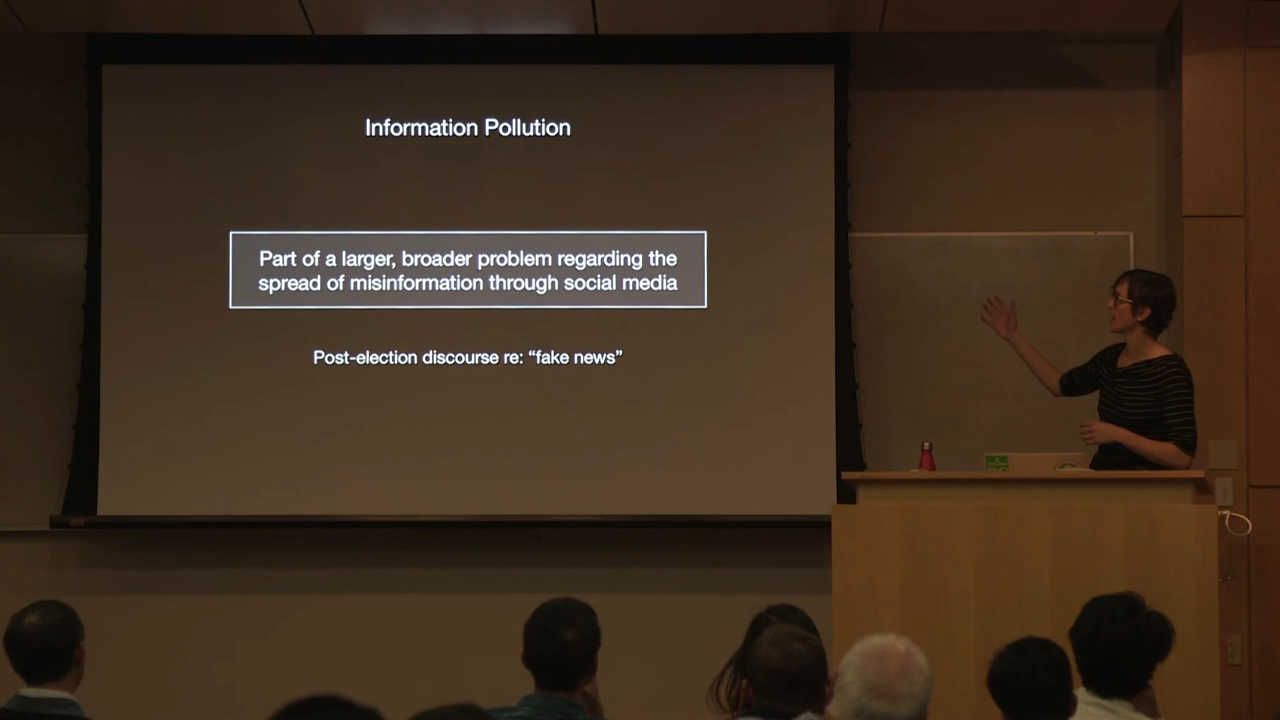 Information Pollution
Part of a larger, broader problem regarding the
spread of misinformation through social media
Post-election discourse re: “fake news”